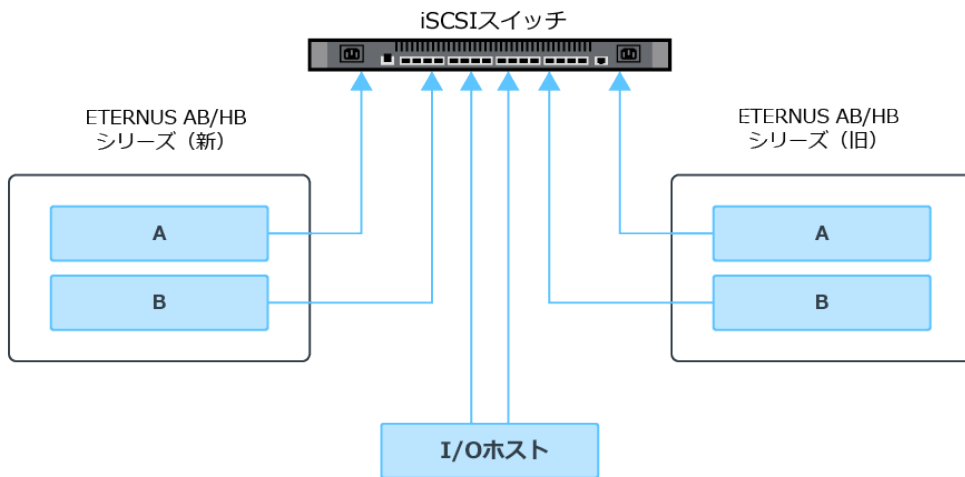 iSCSIスイッチ
ETERNUS AB/HB
シリーズ（新）
A
B
ETERNUS AB/HB
シリーズ（旧）
A
B
I/Oホスト